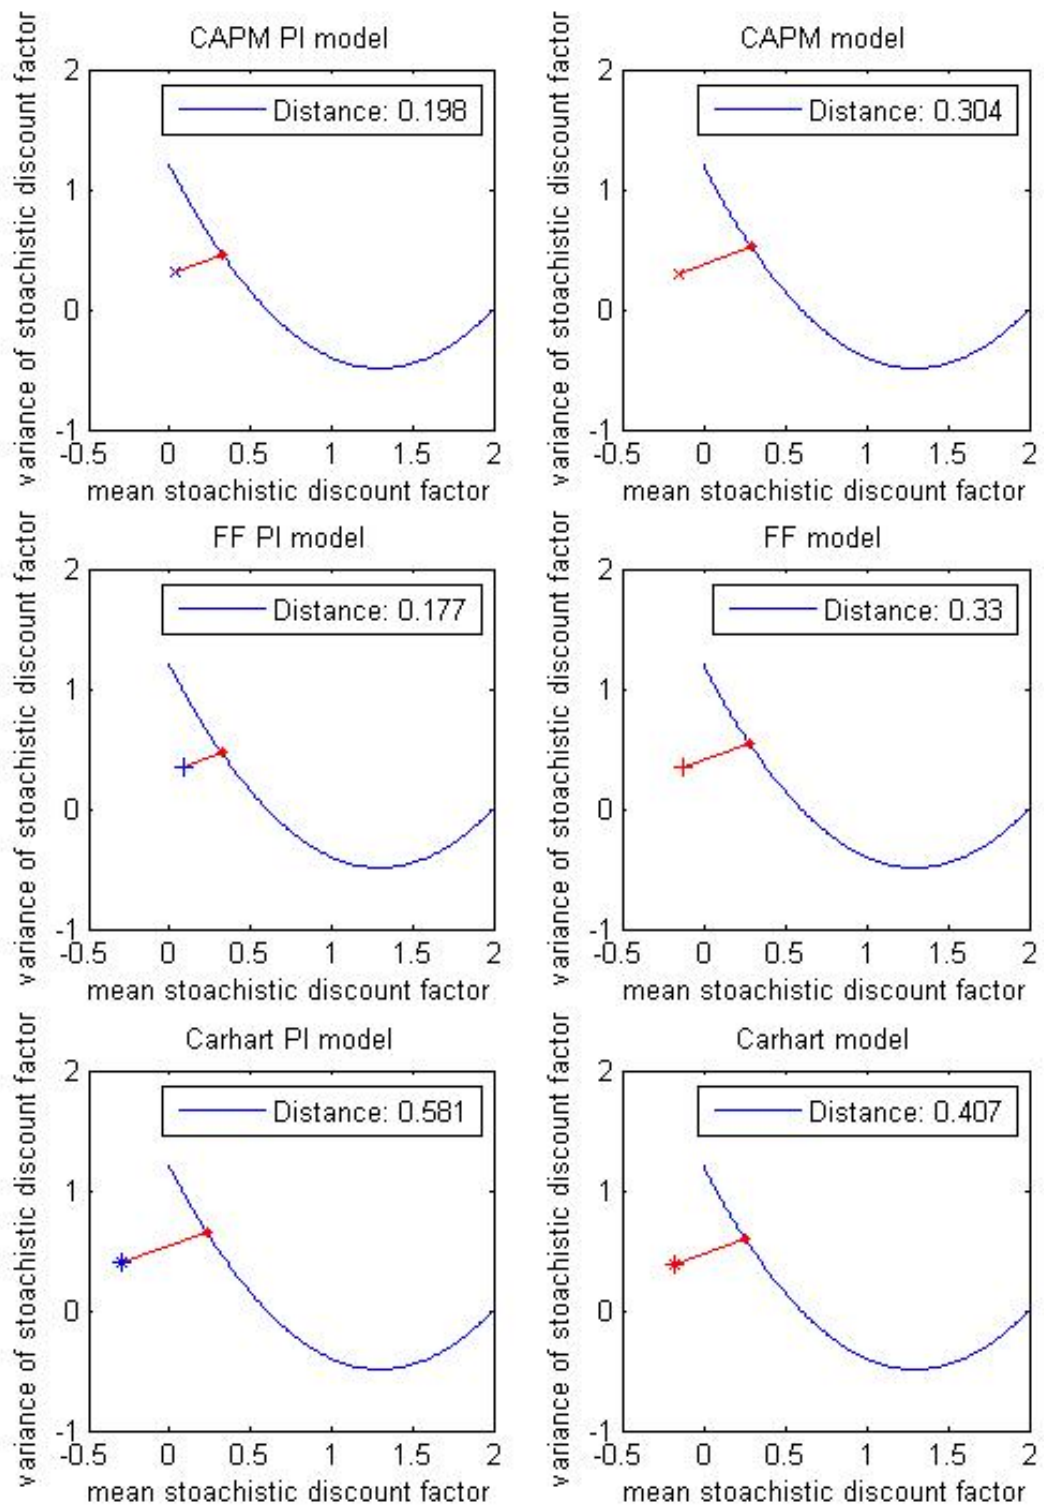 CAPM PI model
variance of stoachistic discount factor
2
1
0
-1
Distance: 0.198
-0.5 0 0.5 1 1.5 2
mean stoachistic discount factor
CAPM model
variance of stoachistic discount factor
2
1
0
-1
Distance: 0.304
-0.5 0 0.5 1 1.5 2
mean stoachistic discount factor
FF PI model
variance of stoachistic discount factor
2
1
0
-1
Distance: 0.177
-0.5 0 0.5 1 1.5 2
mean stoachistic discount factor
FF model
variance of stoachistic discount factor
2
1
0
-1
Distance: 0.33
-0.5 0 0.5 1 1.5 2
mean stoachistic discount factor
Carhart PI model
variance of stoachistic discount factor
2
1
0
-1
Distance: 0.581
-0.5 0 0.5 1 1.5 2
mean stoachistic discount factor
Carhart model
variance of stoachistic discount factor
2
1
0
-1
Distance: 0.407
-0.5 0 0.5 1 1.5 2
mean stoachistic discount factor